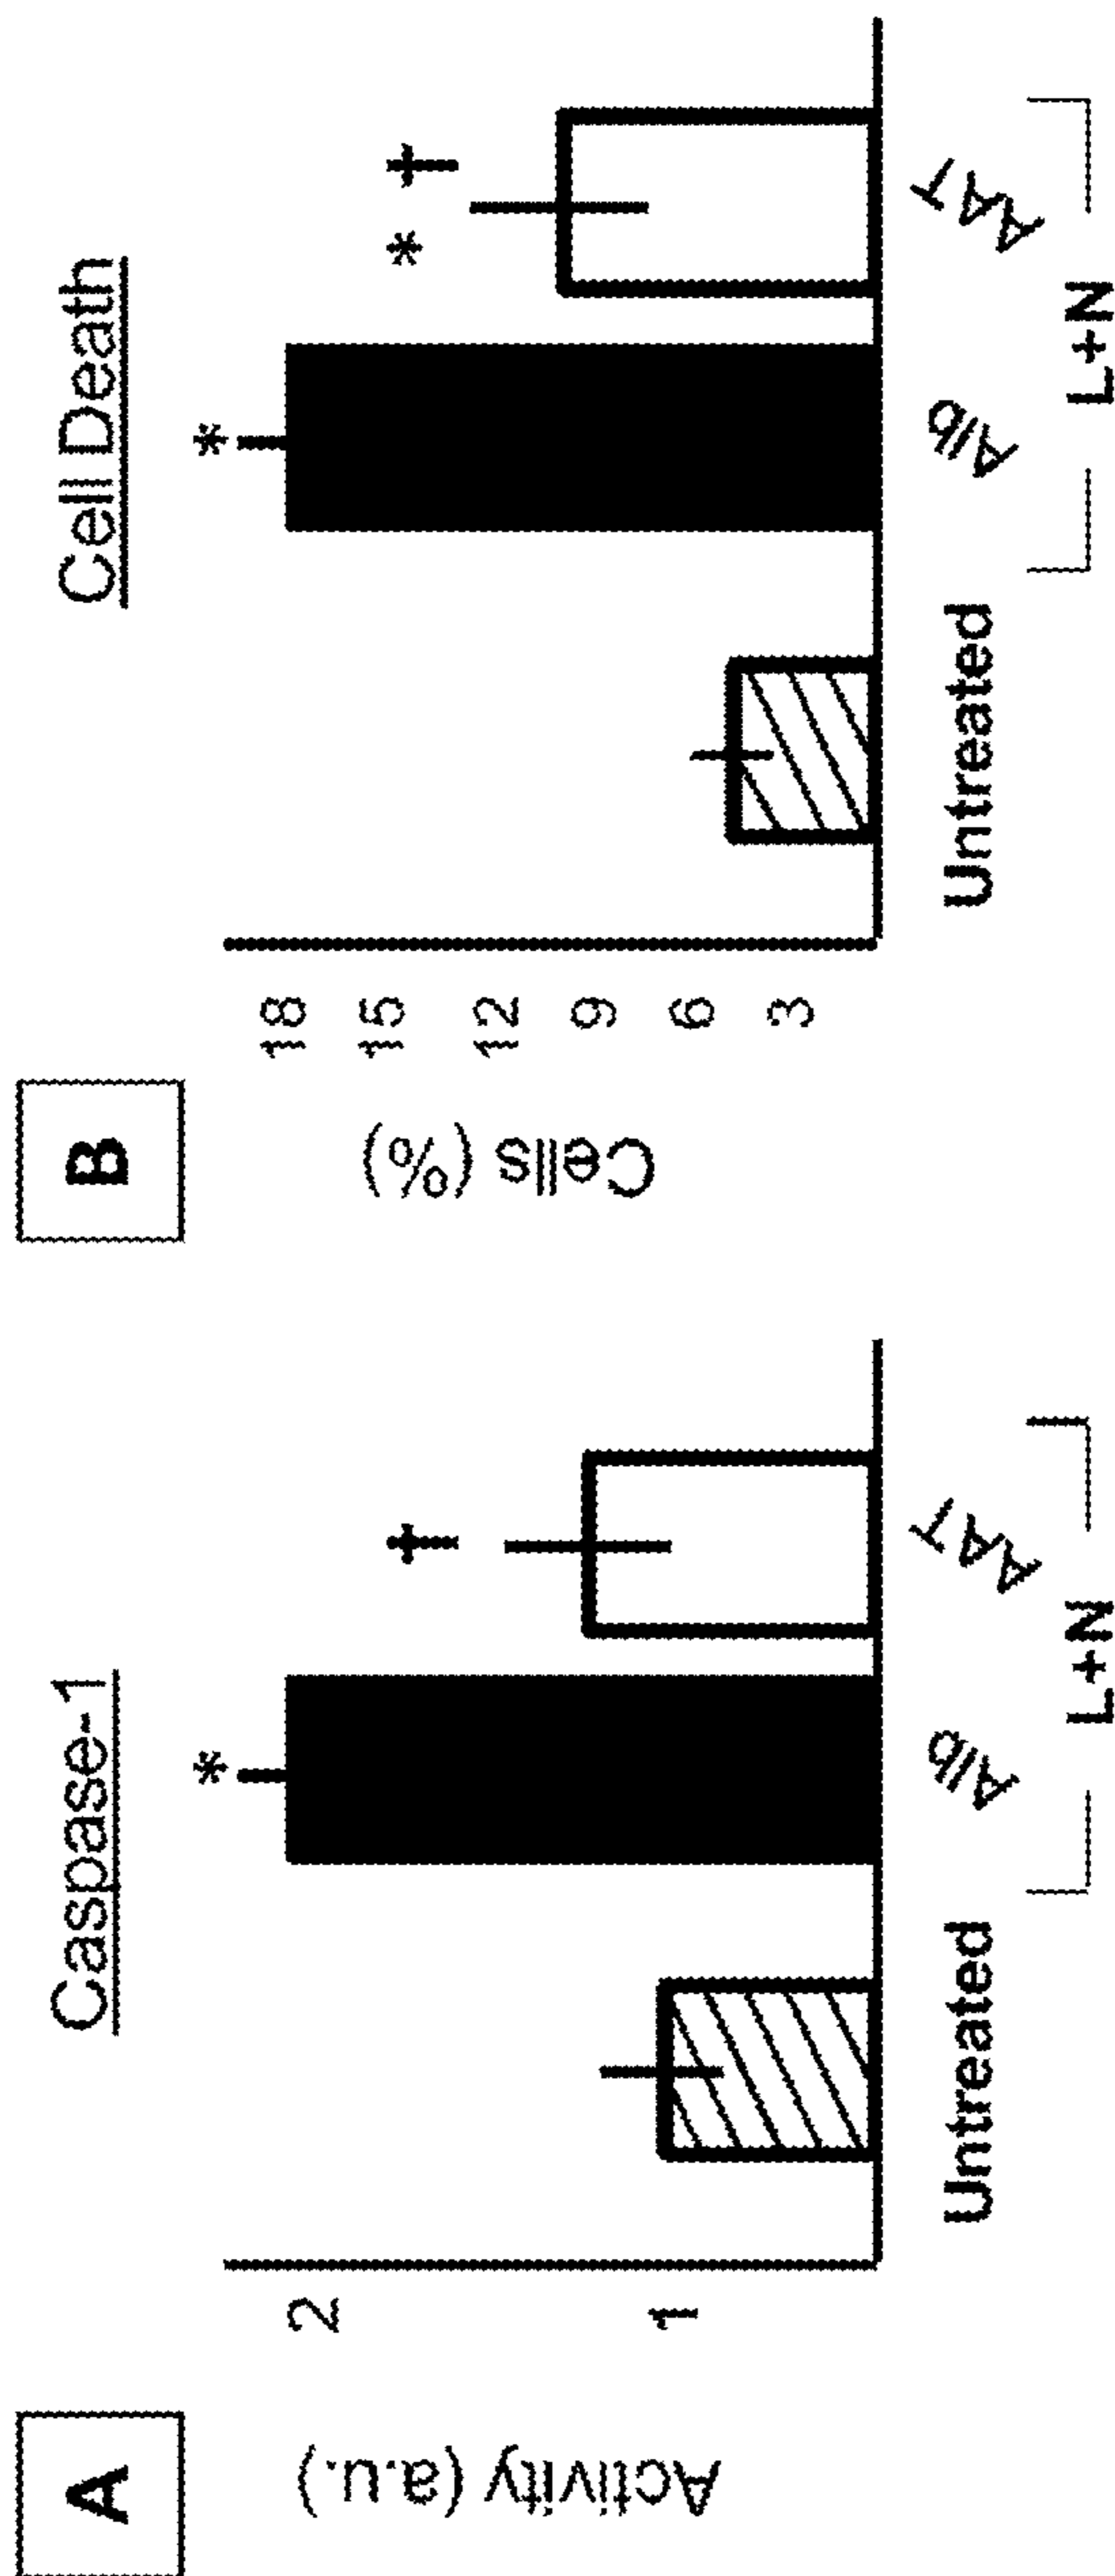 A
Caspase-1
Activity (a.u.)
2
1
*
†
Untreated
Alb
AAT
L+N
B
Cell Death
Cells (%)
18
15
12
9
6
3
*
* †
Untreated
Alb
AAT
L+N